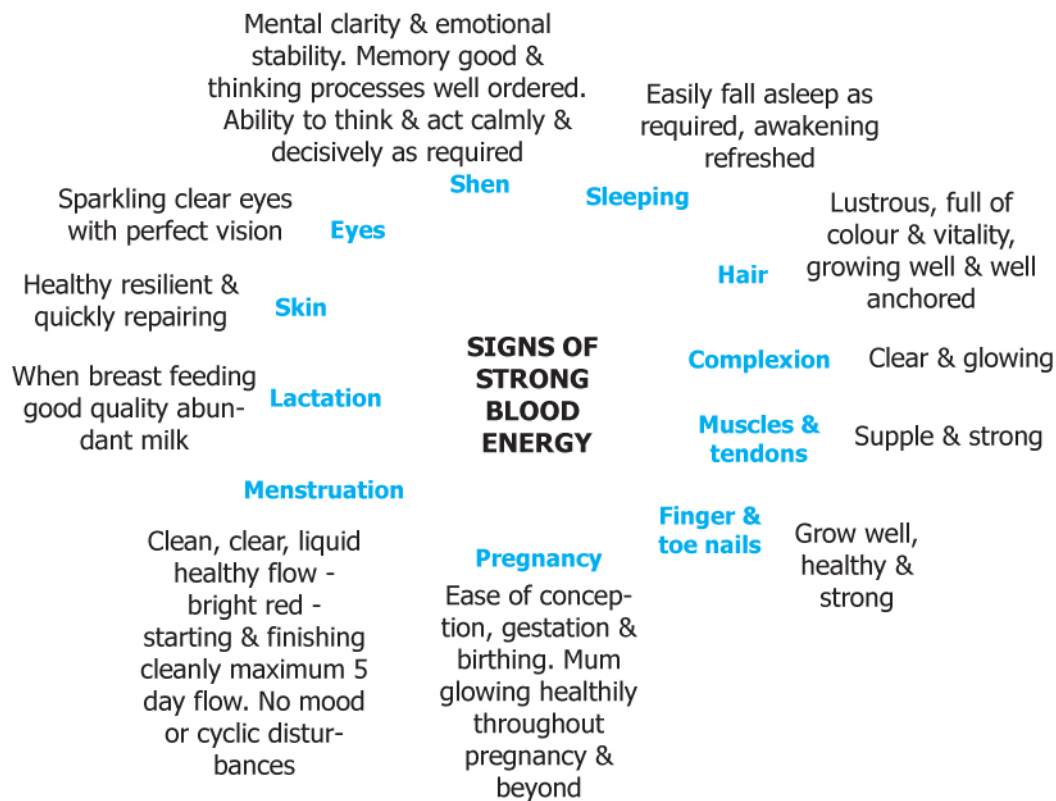 Mental clarity & emotional
stability. Memory good &
thinking processes well ordered.
Ability to think & act calmly &
decisively as required
Shen
Easily fall asleep as
required, awakening
refreshed
Sleeping
Sparkling clear eyes
with perfect vision
Eyes
Lustrous, full of
colour & vitality,
growing well & well
anchored
Hair
Healthy resilient &
quickly repairing
Skin
SIGNS OF
STRONG
BLOOD
ENERGY
Complexion
Clear & glowing
When breast feeding
good quality abun-
dant milk
Lactation
Muscles &
tendons
Supple & strong
Menstruation
Clean, clear, liquid
healthy flow -
bright red -
starting & finishing
cleanly maximum 5
day flow. No mood
or cyclic distur-
bances
Pregnancy
Ease of concep-
tion, gestation &
birthing. Mum
glowing healthily
throughout
pregnancy &
beyond
Finger &
toe nails
Grow well,
healthy &
strong